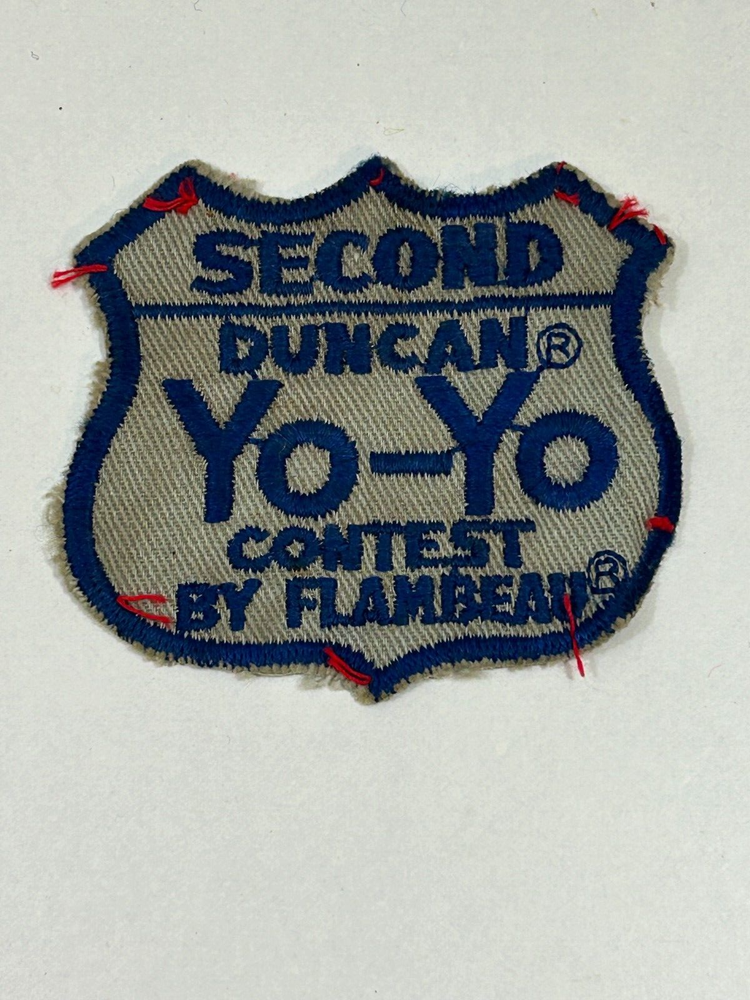 SECOND
DUNCAN®
YO-YO
CONTEST
BY FLAMBEAU®